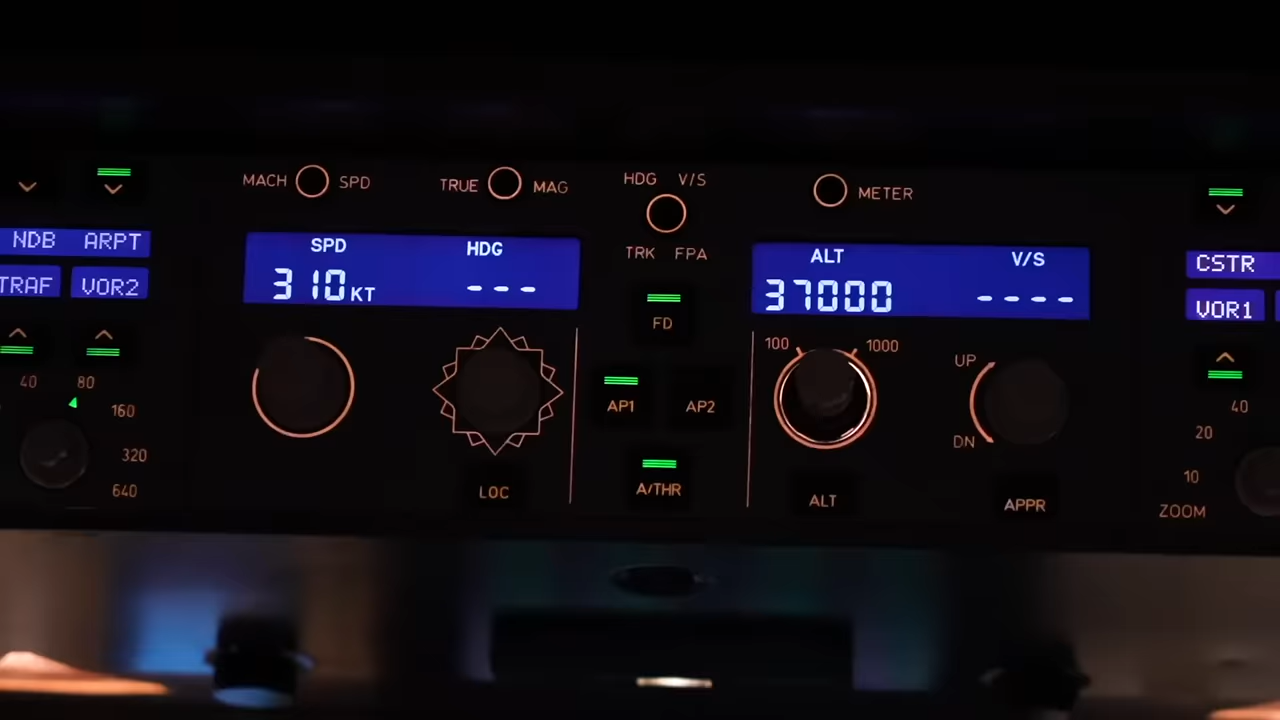 MACH SPD
TRUE MAG
HDG V/S
METER
NDB ARPT
TRAF VOR2
SPD HDG
310KT ---
TRK FPA
ALT V/S
37000 ----
CSTR
VOR1
FD
100 1000
UP
40 80
160
320
640
AP1 AP2
DN
40
20
10
ZOOM
LOC
A/THR
ALT
APPR